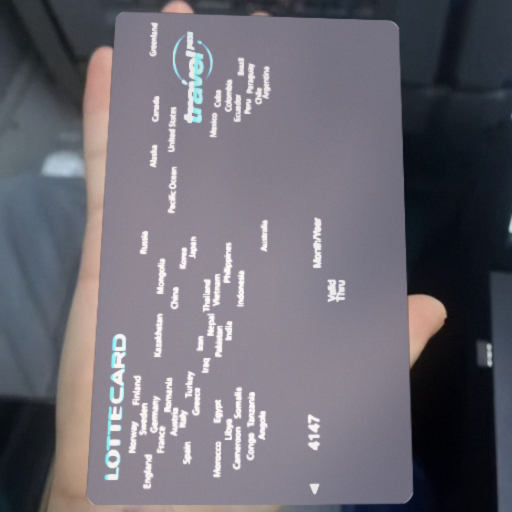 LOTTECARD
travel pass
Greenland
Norway
Finland
Sweden
England
Germany
France
Romania
Austria
Italy
Spain
Turkey
Greece
Russia
Kazakhstan
Mongolia
China
Korea
Japan
Alaska
Canada
United States
Pacific Ocean
Morocco
Egypt
Libya
Cameroon
Somalia
Congo
Tanzania
Angola
Iraq
Iran
Nepal
Pakistan
India
Thailand
Vietnam
Philippines
Indonesia
Australia
Mexico
Cuba
Colombia
Ecuador
Brazil
Peru
Paraguay
Chile
Argentina
◀ 4147
Month/Year
Valid
Thru